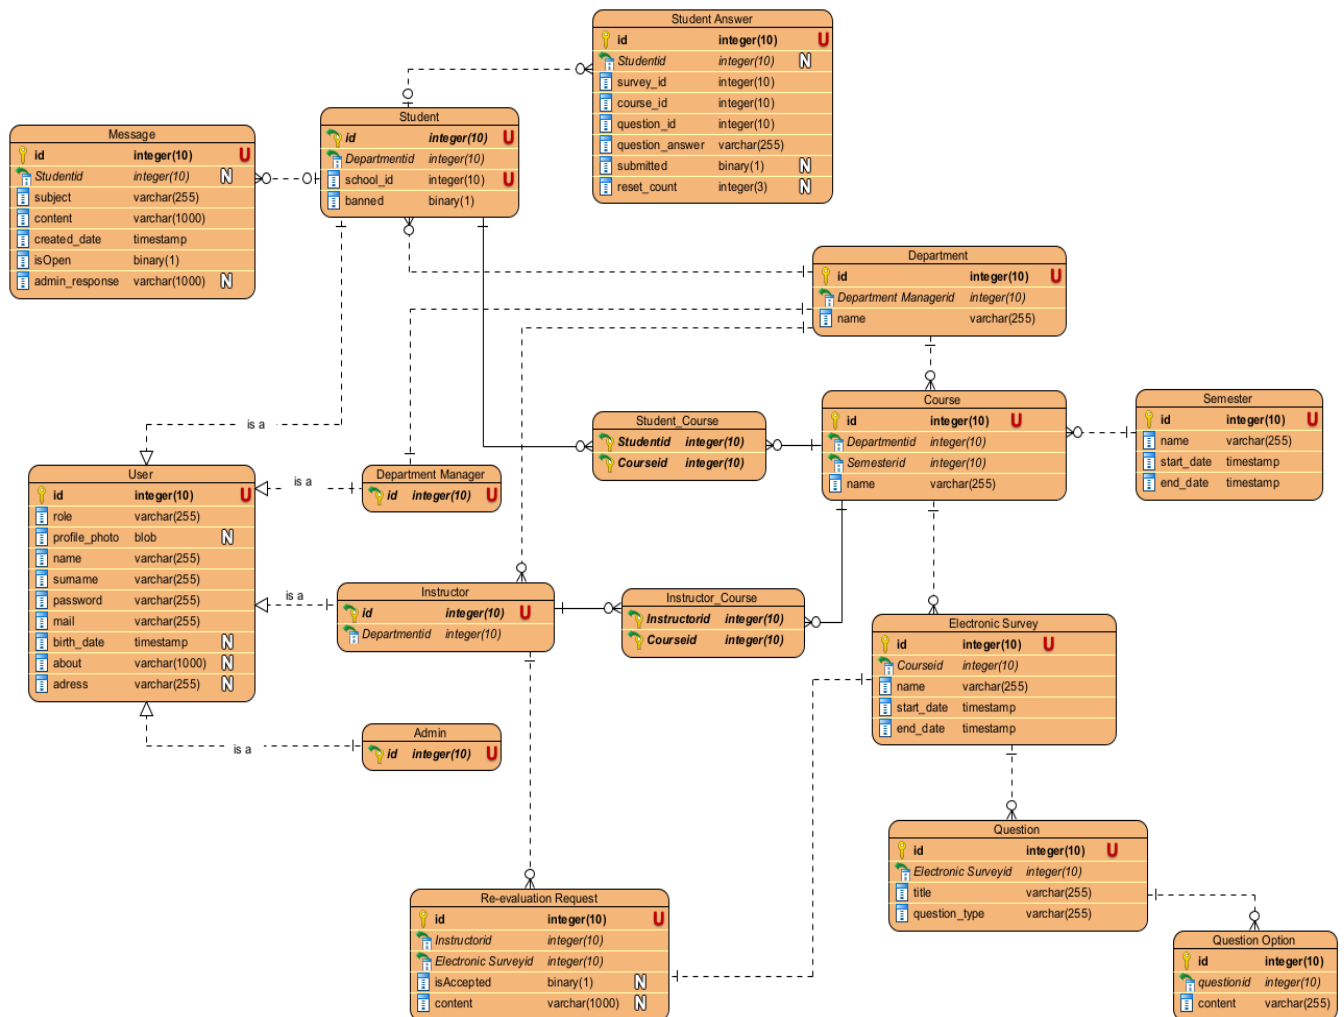 Student Answer
id integer(10) U
Studentid integer(10) N
survey_id integer(10)
course_id integer(10)
question_id integer(10)
question_answer varchar(255)
submitted binary(1) N
reset_count integer(3) N
Student
id integer(10) U
Departmentid integer(10)
school_id integer(10) U
banned binary(1)
Message
id integer(10) U
Studentid integer(10) N
subject varchar(255)
content varchar(1000)
created_date timestamp
isOpen binary(1)
admin_response varchar(1000) N
Department
id integer(10) U
Department Managerid integer(10)
name varchar(255)
Course
id integer(10) U
Departmentid integer(10)
Semesterid integer(10)
name varchar(255)
Semester
id integer(10) U
name varchar(255)
start_date timestamp
end_date timestamp
Student_Course
Studentid integer(10)
Courseid integer(10)
is a
User
id integer(10) U
role varchar(255)
profile_photo blob N
name varchar(255)
surname varchar(255)
password varchar(255)
mail varchar(255)
birth_date timestamp N
about varchar(1000) N
adress varchar(255) N
is a
Department Manager
id integer(10) U
is a
Instructor
id integer(10) U
Departmentid integer(10)
Instructor_Course
Instructorid integer(10)
Courseid integer(10)
Electronic Survey
id integer(10) U
Courseid integer(10)
name varchar(255)
start_date timestamp
end_date timestamp
is a
Admin
id integer(10) U
Question
id integer(10) U
Electronic Surveyid integer(10)
title varchar(255)
question_type varchar(255)
Re-evaluation Request
id integer(10) U
Instructorid integer(10)
Electronic Surveyid integer(10)
isAccepted binary(1) N
content varchar(1000) N
Question Option
id integer(10)
questionid integer(10)
content varchar(255)